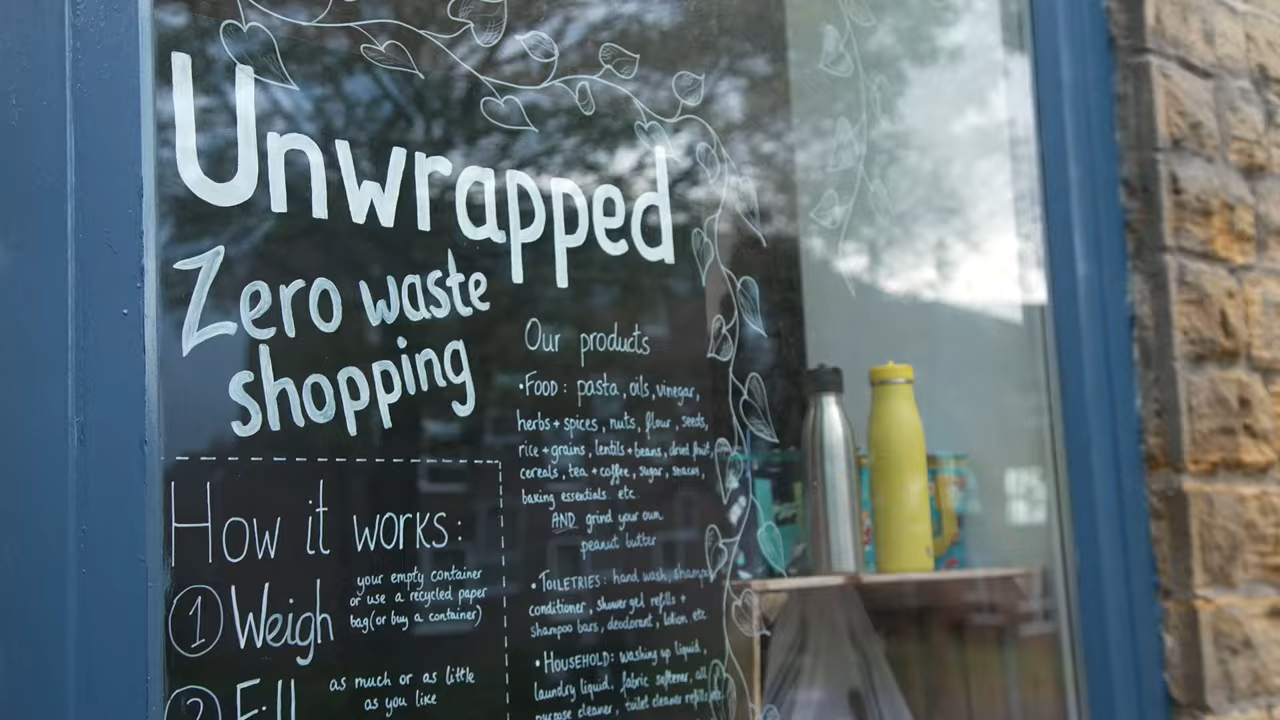 Unwrapped
Zero waste
shopping
How it works:
1 Weigh
your empty container
or use a recycled paper
bag (or buy a container)
2 Fill
as much or as little
as you like
Our products
• FOOD: pasta, oils, vinegar,
herbs + spices, nuts, flour, seeds,
rice + grains, lentils + beans, dried fruit,
cereals, tea + coffee, sugar, snacks,
baking essentials etc
AND grind your own
peanut butter
• TOILETRIES: hand wash, shampoo
conditioner, shower gel refills +
shampoo bars, deodorant, lotion etc
• HOUSEHOLD: washing up liquid,
laundry liquid, fabric softener, all
purpose cleaner, toilet cleaner refills